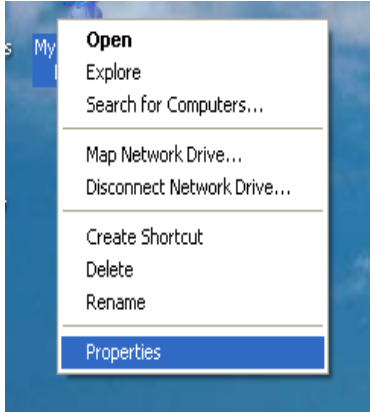 s My
Open
Explore
Search for Computers...
Map Network Drive...
Disconnect Network Drive...
Create Shortcut
Delete
Rename
Properties